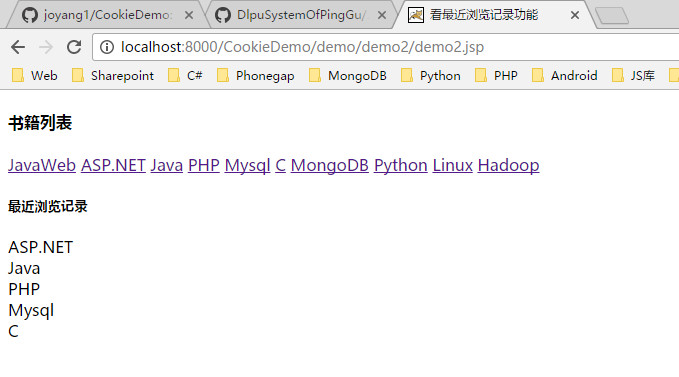 joyang1/CookieDemo:
DlpuSystemOfPingGu/
看最近浏览记录功能
localhost:8000/CookieDemo/demo/demo2/demo2.jsp
Web Sharepoint C# Phonegap MongoDB Python PHP Android JS库
书籍列表
JavaWeb ASP.NET Java PHP Mysql C MongoDB Python Linux Hadoop
最近浏览记录
ASP.NET
Java
PHP
Mysql
C